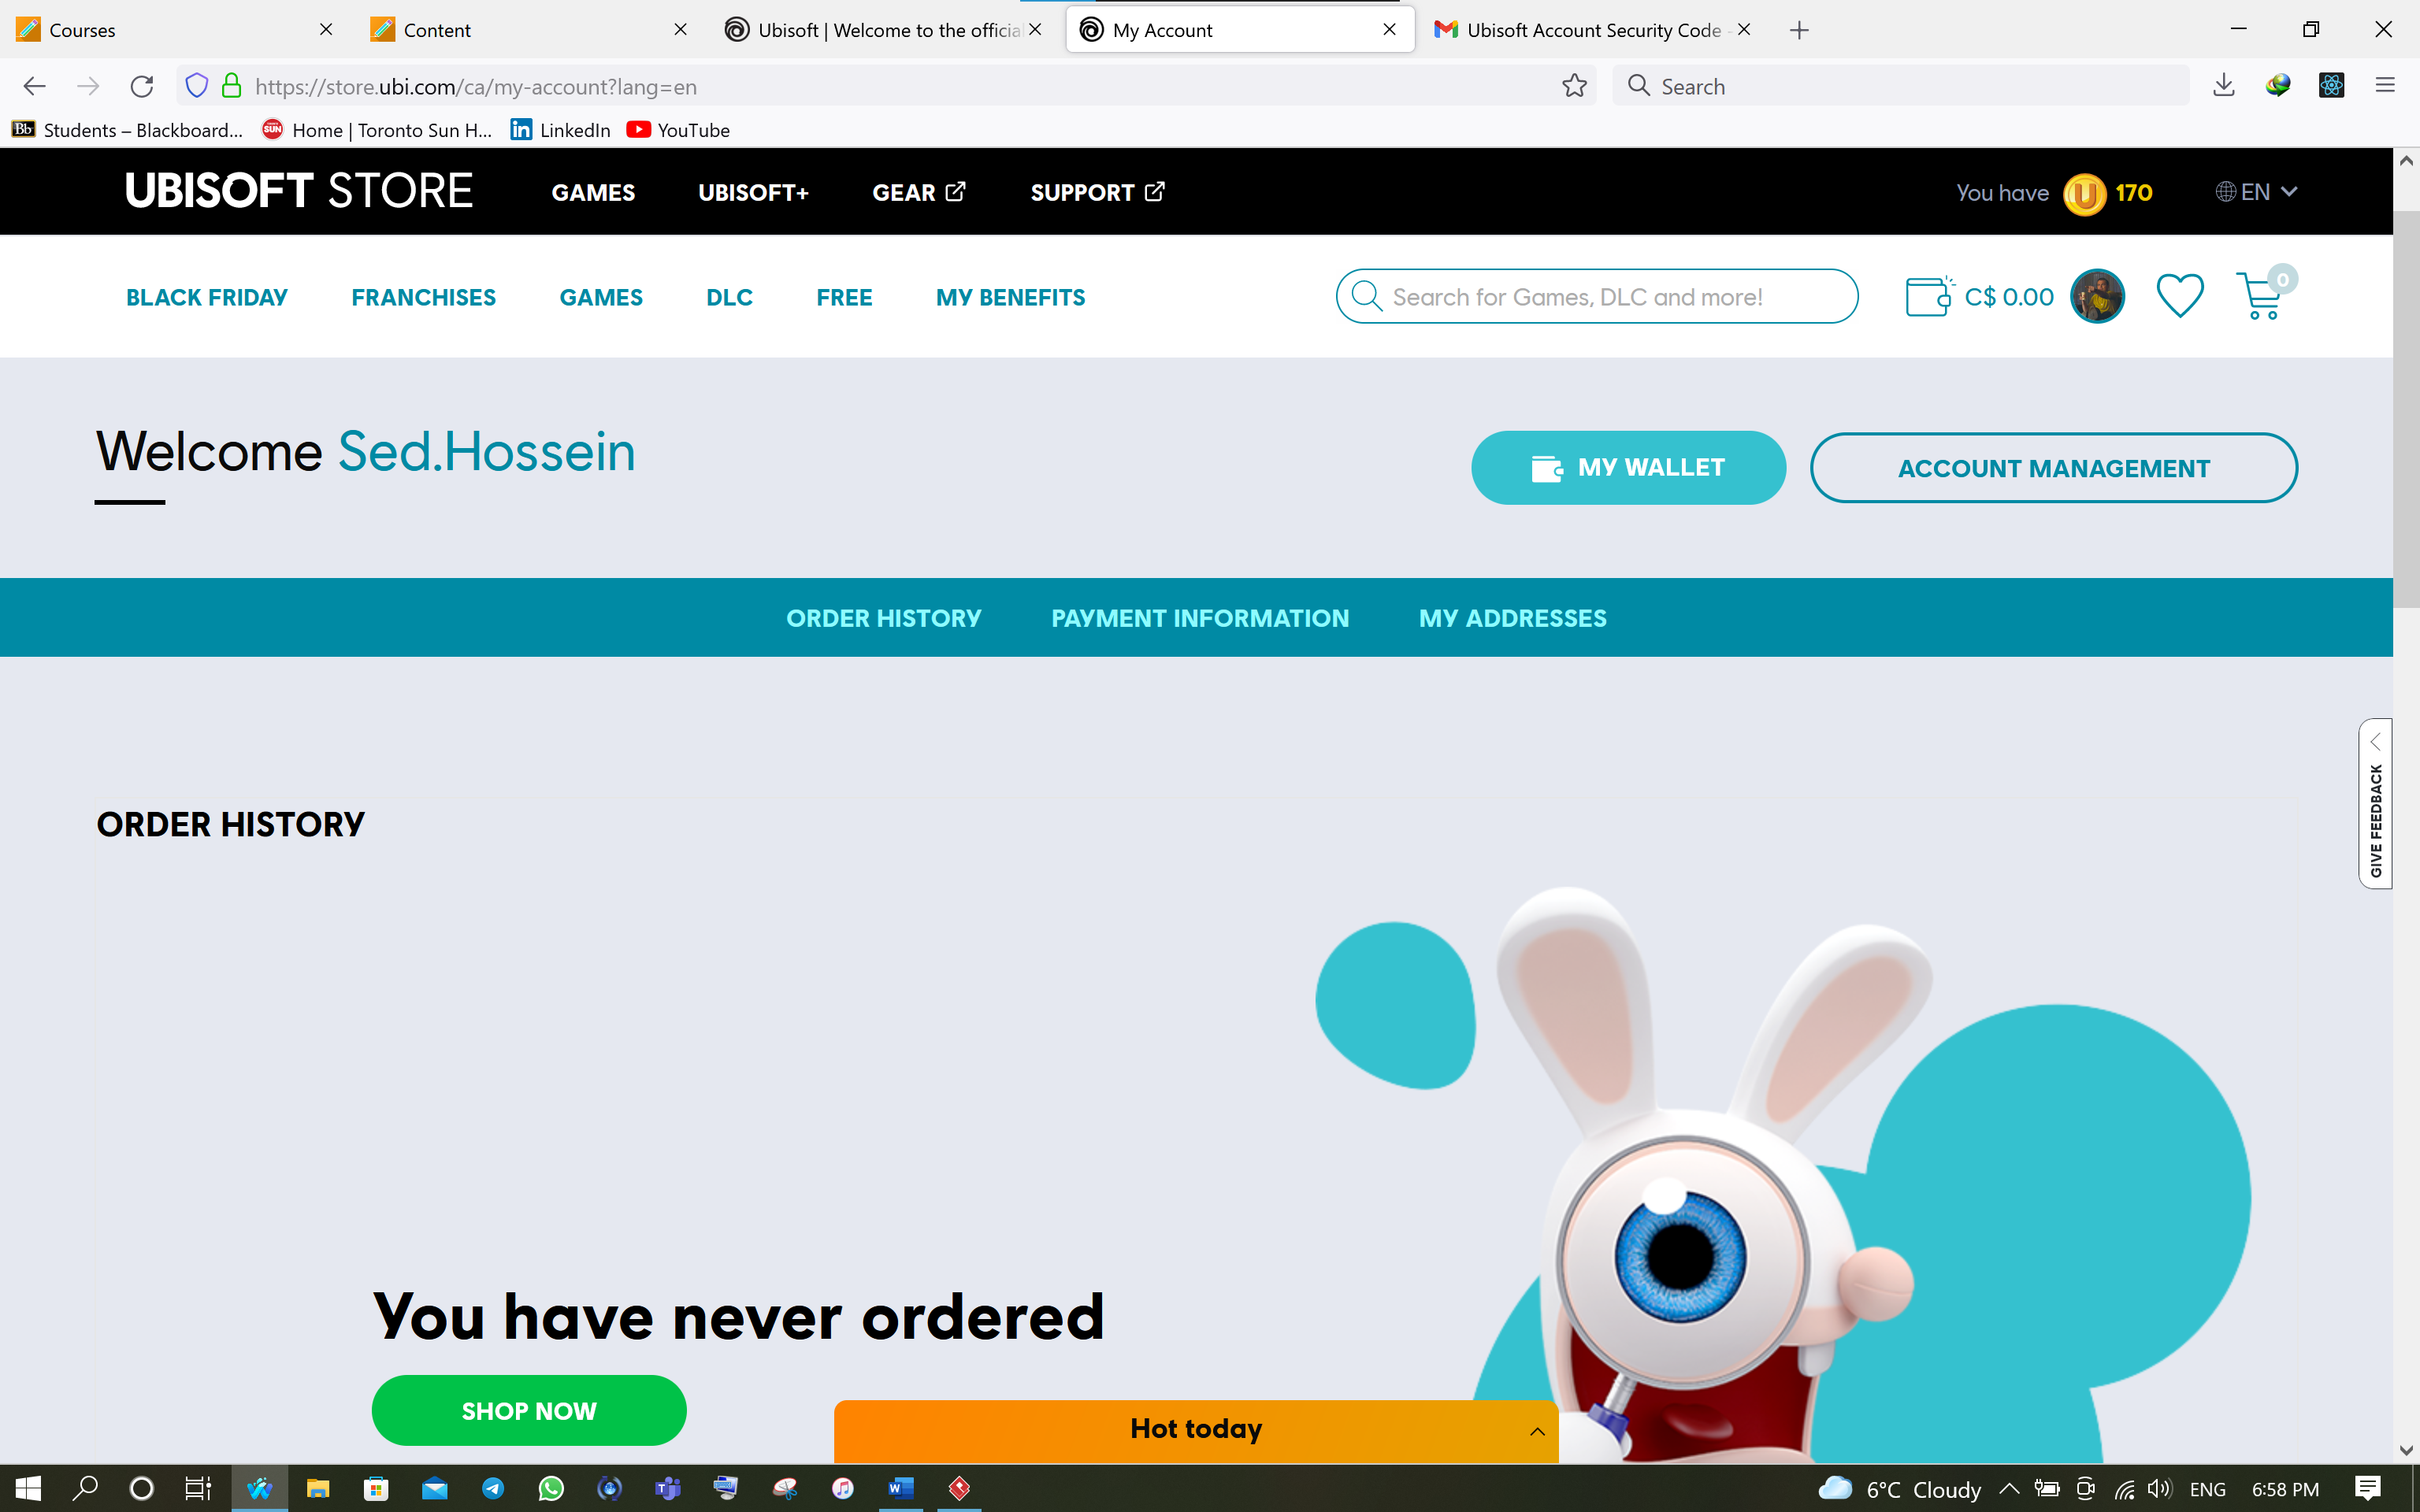 Courses
Content
Ubisoft | Welcome to the official
My Account
Ubisoft Account Security Code -
https://store.ubi.com/ca/my-account?lang=en
Search
Bb Students – Blackboard...
SUN Home | Toronto Sun H...
in LinkedIn
YouTube
UBISOFT STORE
GAMES
UBISOFT+
GEAR
SUPPORT
You have U 170
EN
BLACK FRIDAY
FRANCHISES
GAMES
DLC
FREE
MY BENEFITS
Search for Games, DLC and more!
C$ 0.00
0
Welcome Sed.Hossein
MY WALLET
ACCOUNT MANAGEMENT
ORDER HISTORY
PAYMENT INFORMATION
MY ADDRESSES
GIVE FEEDBACK
ORDER HISTORY
You have never ordered
SHOP NOW
Hot today
6°C Cloudy
ENG
6:58 PM